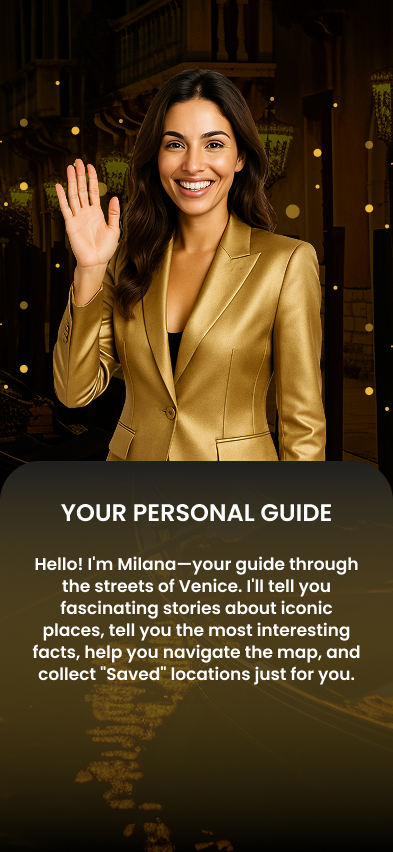 YOUR PERSONAL GUIDE
Hello! I'm Milana—your guide through
the streets of Venice. I'll tell you
fascinating stories about iconic
places, tell you the most interesting
facts, help you navigate the map, and
collect "Saved" locations just for you.